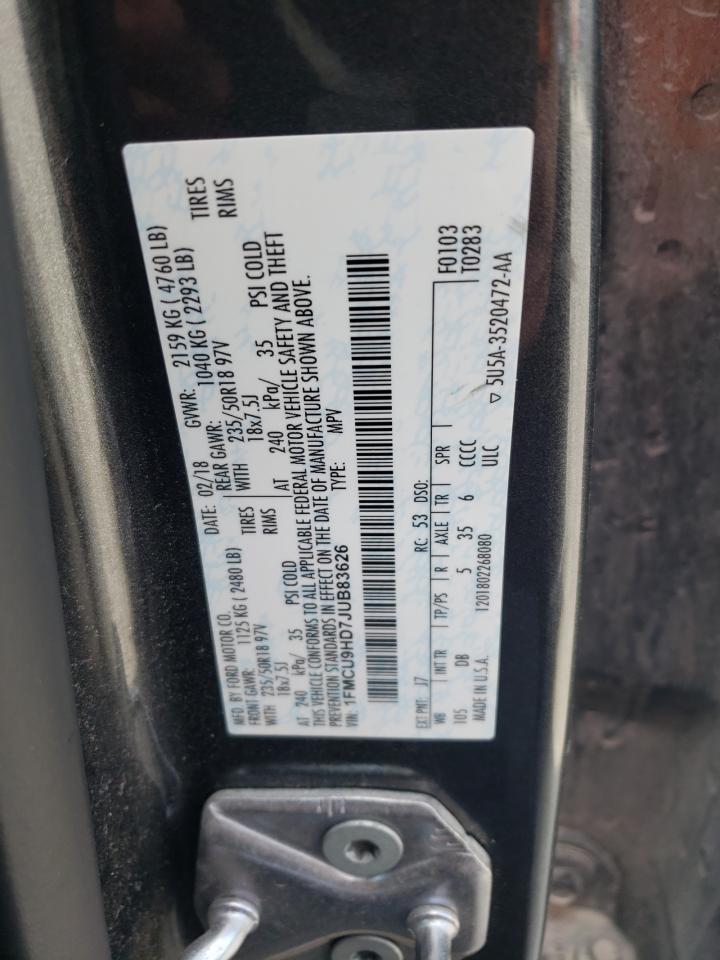 MFD. BY FORD MOTOR CO.
DATE: 02/18 GVWR: 2159 KG ( 4760 LB)
FRONT GAWR: 1125 KG ( 2480 LB) REAR GAWR: 1040 KG ( 2293 LB)
WITH 235/50R18 97V TIRES WITH 235/50R18 97V TIRES
18x7.5J RIMS 18x7.5J RIMS
AT 240 kPa/ 35 PSI COLD AT 240 kPa/ 35 PSI COLD
THIS VEHICLE CONFORMS TO ALL APPLICABLE FEDERAL MOTOR VEHICLE SAFETY AND THEFT
PREVENTION STANDARDS IN EFFECT ON THE DATE OF MANUFACTURE SHOWN ABOVE.
VIN: 1FMCU9HD7JUB83626 TYPE: MPV
EXT PNT: J7 RC: 53 DSO: F0103
WB INT TR TP/PS R AXLE TR SPR T0283
105 DB 5 35 6 CCCC
1201802268080 ULC
MADE IN U.S.A. ▽ 5U5A-3520472-AA